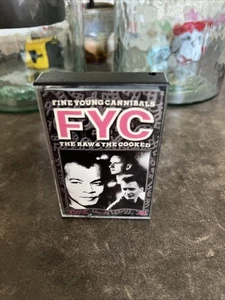 FINE YOUNG CANNIBALS
FYC
THE RAW & THE COOKED